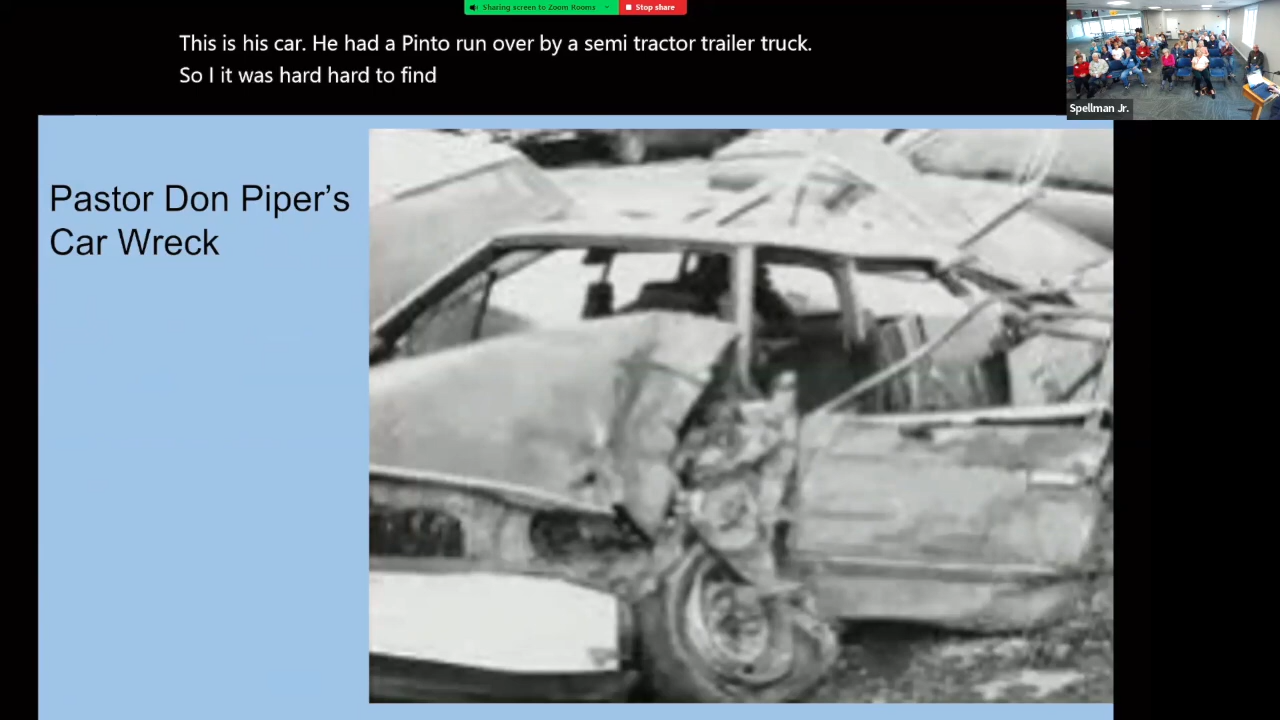 Sharing screen to Zoom Rooms
Stop share
This is his car. He had a Pinto run over by a semi tractor trailer truck.
So I it was hard hard to find
Spellman Jr.
Pastor Don Piper’s
Car Wreck